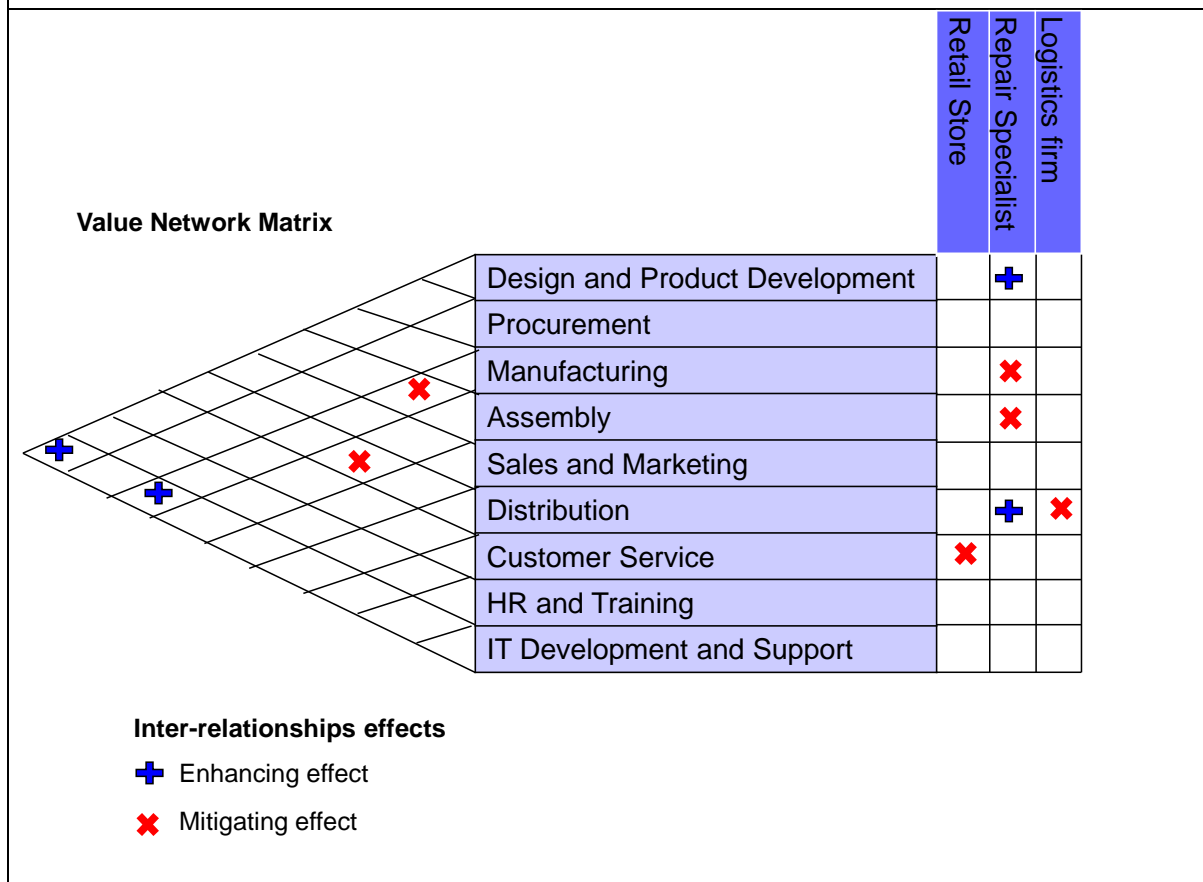 Retail Store
Repair Specialist
Logistics firm
Value Network Matrix
Design and Product Development
Procurement
Manufacturing
Assembly
Sales and Marketing
Distribution
Customer Service
HR and Training
IT Development and Support
Inter-relationships effects
Enhancing effect
Mitigating effect